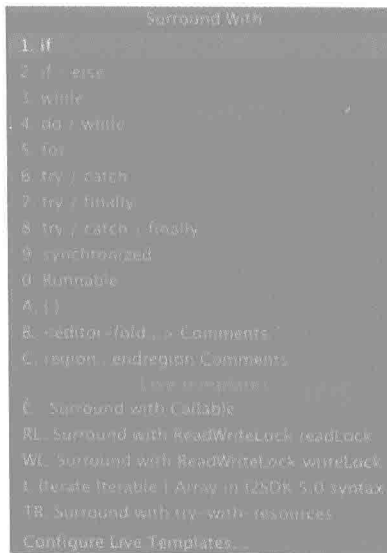 Surround With
1. if
2. if / else
3. while
4. do / while
5. for
6. try / catch
7. try / finally
8. try / catch / finally
9. synchronized
0. Runnable
A. { }
B. <editor-fold...> Comments
C. region...endregion Comments
Live templates
C. Surround with Callable
RL. Surround with ReadWriteLock readLock
WL. Surround with ReadWriteLock writeLock
I. Iterate Iterable | Array in J2SDK 5.0 syntax
TR. Surround with try-with-resources
Configure Live Templates...